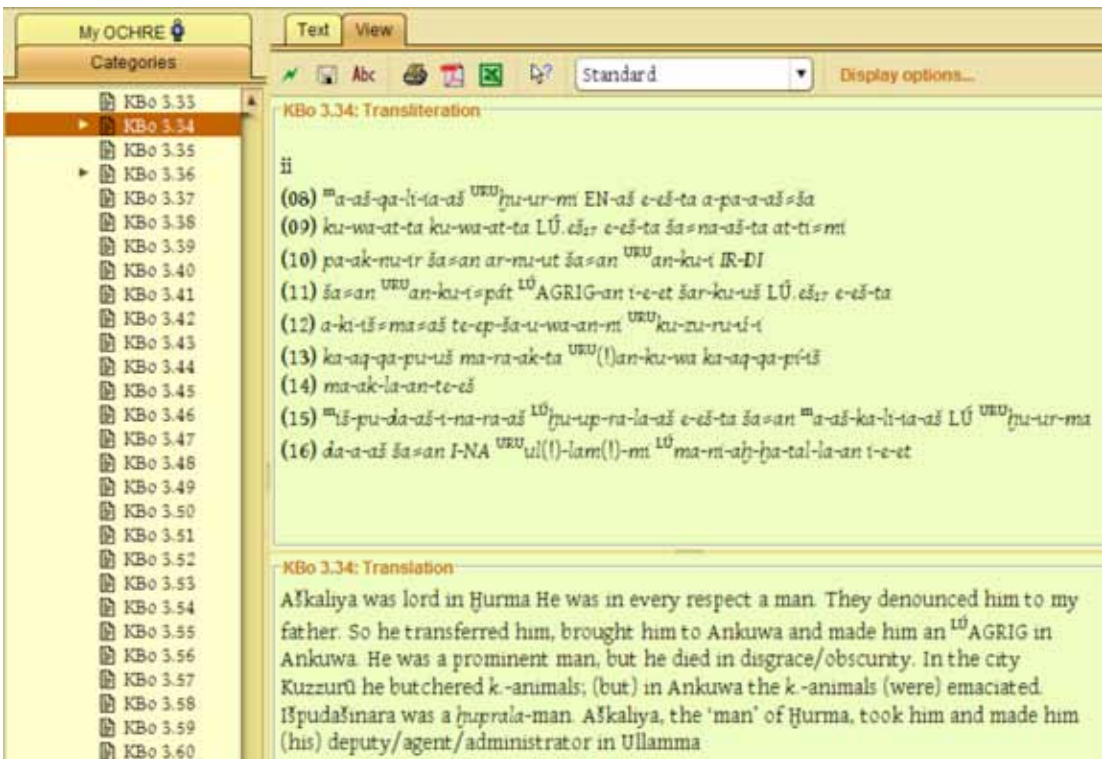 My OCHRE
Categories
KBo 3.33
KBo 3.34
KBo 3.35
KBo 3.36
KBo 3.37
KBo 3.38
KBo 3.39
KBo 3.40
KBo 3.41
KBo 3.42
KBo 3.43
KBo 3.44
KBo 3.45
KBo 3.46
KBo 3.47
KBo 3.48
KBo 3.49
KBo 3.50
KBo 3.51
KBo 3.52
KBo 3.53
KBo 3.54
KBo 3.55
KBo 3.56
KBo 3.57
KBo 3.58
KBo 3.59
KBo 3.60
Text View
Abc Standard Display options...
KBo 3.34: Transliteration
ii
(08) ᵐa-aš-qa-li-ia-aš ᵁᴿᵁḫu-ur-mi EN-aš e-eš-ta a-pa-a-aš≠ša
(09) ku-wa-at-ta ku-wa-at-ta LÚ.eš₁₇ e-eš-ta ša≠na-aš-ta at-ti≠mi
(10) pa-ak-nu-ir ša≠an ar-nu-ut ša≠an ᵁᴿᵁan-ku-i IR-DI
(11) ša≠an ᵁᴿᵁan-ku-i≠pát ᴸᵁ́AGRIG-an i-e-et šar-ku-uš LÚ.eš₁₇ e-eš-ta
(12) a-ki-iš≠ma≠aš te-ep-ša-u-wa-an-ni ᵁᴿᵁku-zu-ru-ú-i
(13) ka-aq-qa-pu-uš ma-ra-ak-ta ᵁᴿᵁ(!)an-ku-wa ka-aq-qa-pí-iš
(14) ma-ak-la-an-te-eš
(15) ᵐiš-pu-da-aš-i-na-ra-aš ᴸᵁ́ḫu-up-ra-la-aš e-eš-ta ša≠an ᵐa-aš-ka-li-ia-aš LÚ ᵁᴿᵁḫu-ur-ma
(16) da-a-aš ša≠an I-NA ᵁᴿᵁul(!)-lam(!)-mi ᴸᵁ́ma-ni-aḫ-ḫa-tal-la-an i-e-et
KBo 3.34: Translation
Aškaliya was lord in Ḫurma He was in every respect a man. They denounced him to my
father. So he transferred him, brought him to Ankuwa and made him an ᴸᵁ́AGRIG in
Ankuwa. He was a prominent man, but he died in disgrace/obscurity. In the city
Kuzzurū he butchered k.-animals; (but) in Ankuwa the k.-animals (were) emaciated.
Išpudašinara was a ḫuprala-man. Aškaliya, the ‘man’ of Ḫurma, took him and made him
(his) deputy/agent/administrator in Ullamma